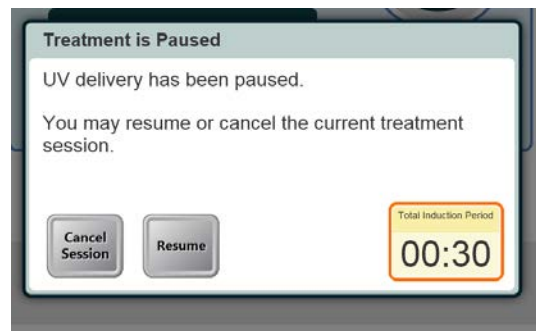 Treatment is Paused
UV delivery has been paused.
You may resume or cancel the current treatment
session.
Cancel
Session
Resume
Total Induction Period
00:30